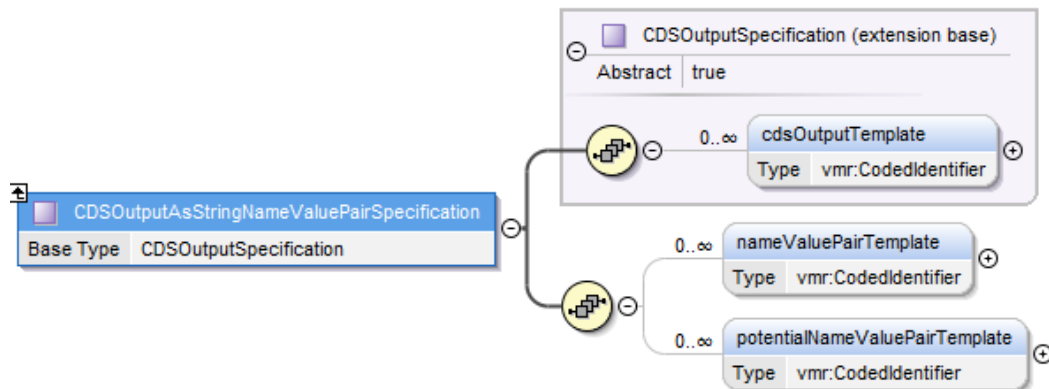 CDSOutputSpecification (extension base)
Abstract true
0..∞ cdsOutputTemplate
Type vmr:CodedIdentifier
CDSOutputAsStringNameValuePairSpecification
Base Type CDSOutputSpecification
0..∞ nameValuePairTemplate
Type vmr:CodedIdentifier
0..∞ potentialNameValuePairTemplate
Type vmr:CodedIdentifier